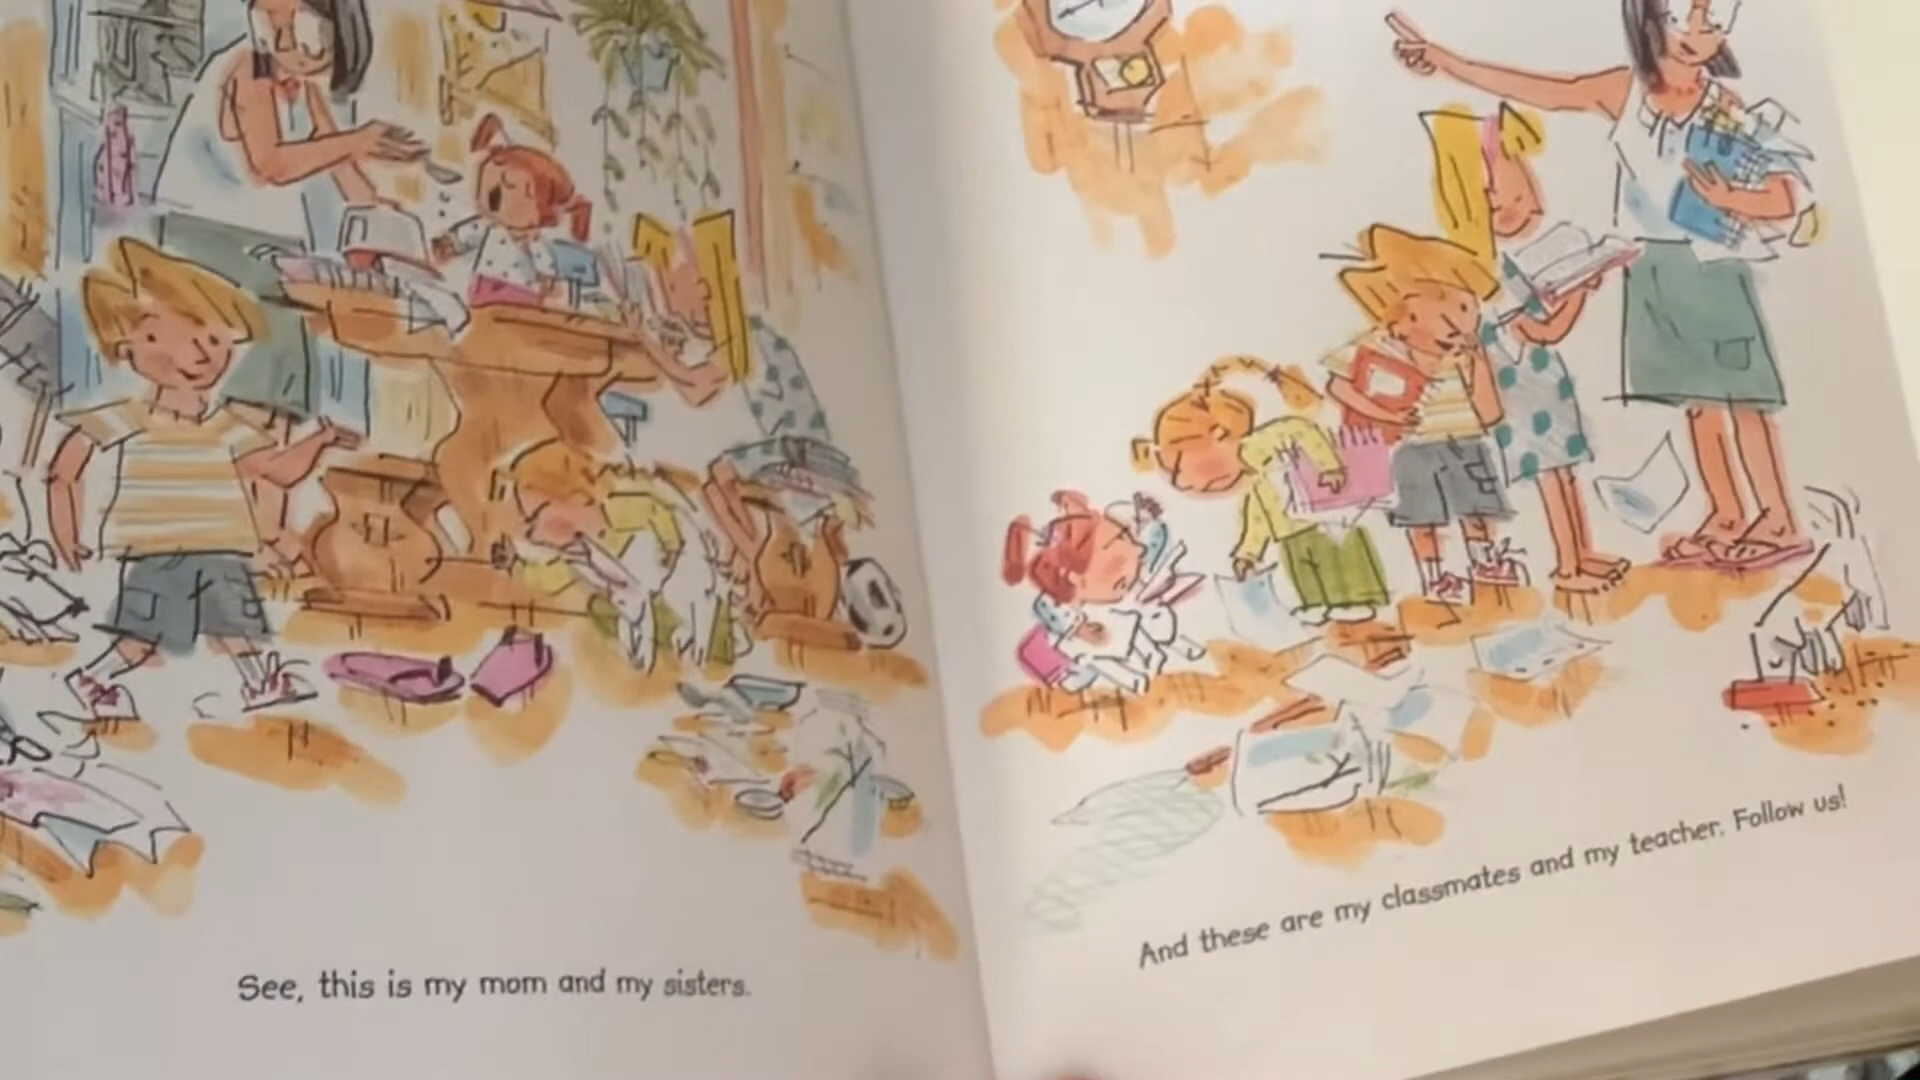 See, this is my mom and my sisters.
And these are my classmates and my teacher. Follow us!